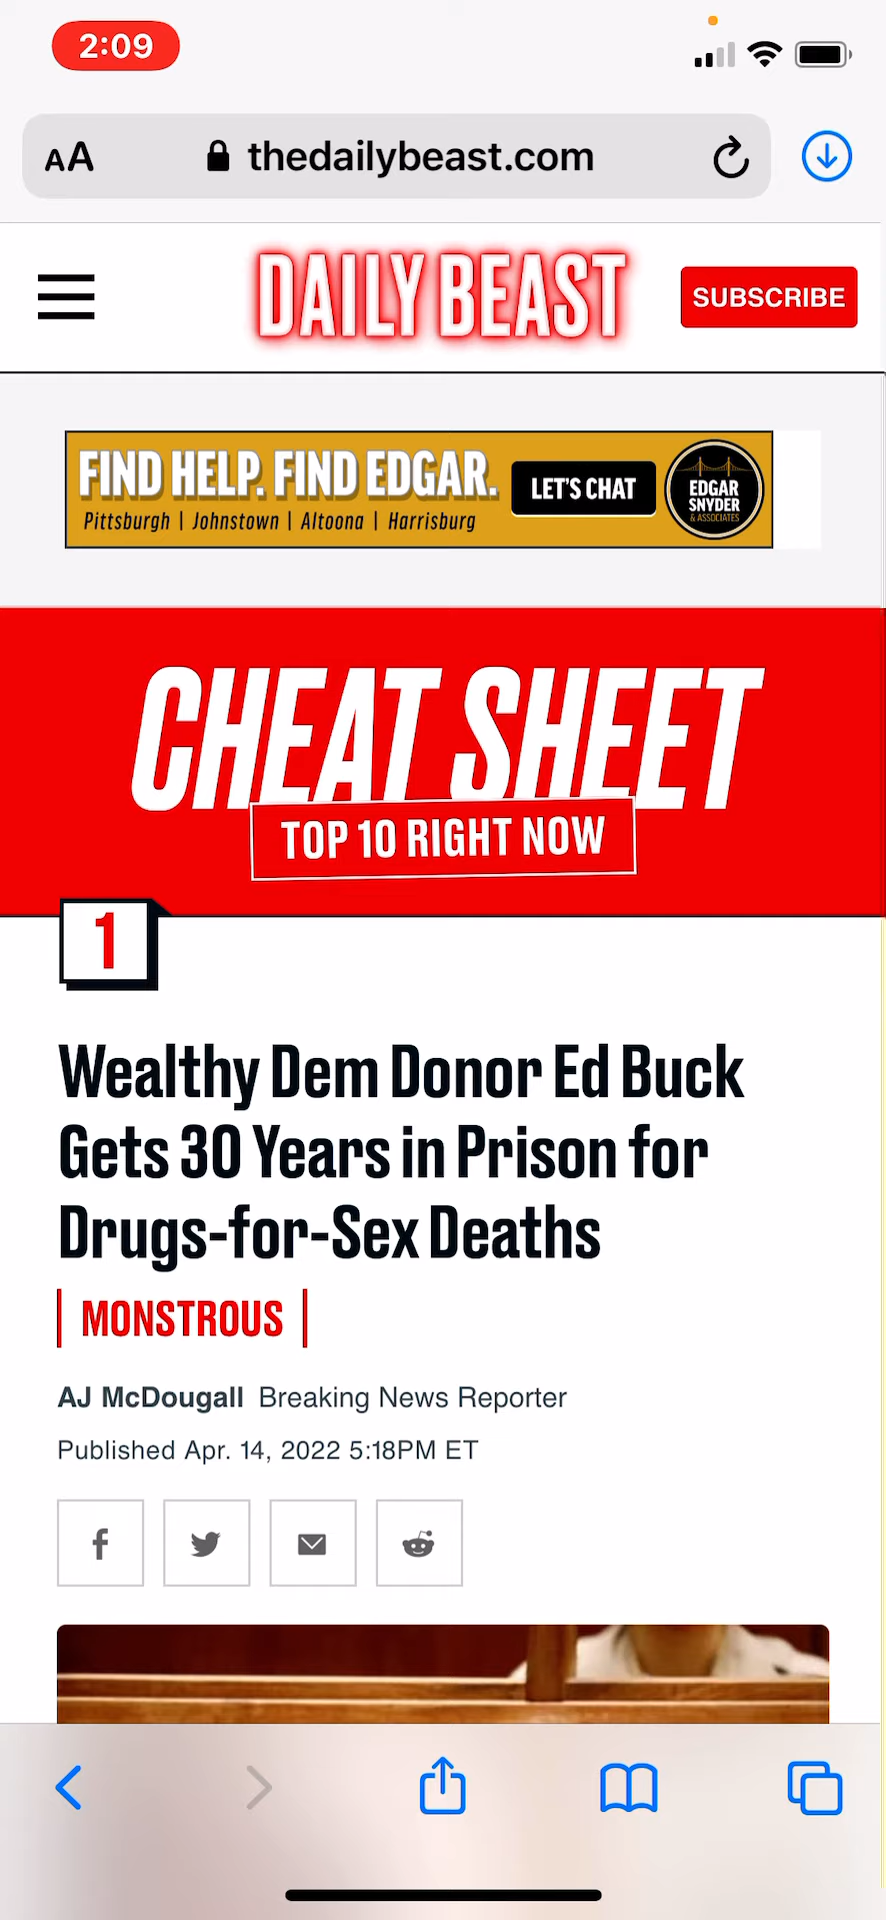 2:09
AA thedailybeast.com
DAILY BEAST
SUBSCRIBE
FIND HELP. FIND EDGAR.
Pittsburgh | Johnstown | Altoona | Harrisburg
LET'S CHAT
EDGAR
SNYDER
& ASSOCIATES
CHEAT SHEET
TOP 10 RIGHT NOW
1
Wealthy Dem Donor Ed Buck
Gets 30 Years in Prison for
Drugs-for-Sex Deaths
MONSTROUS
AJ McDougall Breaking News Reporter
Published Apr. 14, 2022 5:18PM ET